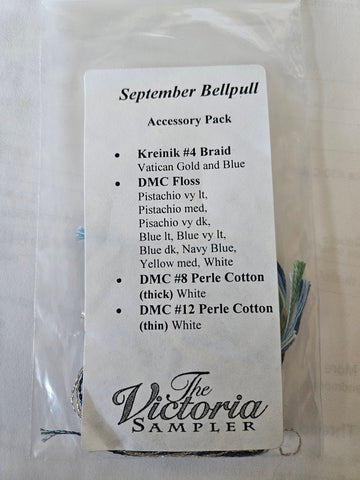 September Bellpull
Accessory Pack
• Kreinik #4 Braid
Vatican Gold and Blue
• DMC Floss
Pistachio vy lt,
Pistachio med,
Pisachio vy dk,
Blue lt, Blue vy lt,
Blue dk, Navy Blue,
Yellow med, White
• DMC #8 Perle Cotton
(thick) White
• DMC #12 Perle Cotton
(thin) White
The
Victoria
SAMPLER
More